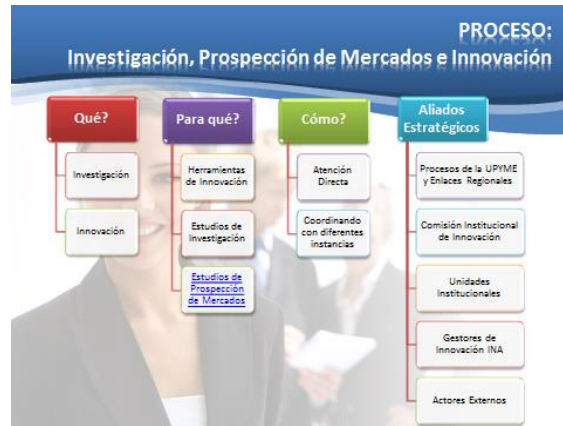 PROCESO:
Investigación, Prospección de Mercados e Innovación
Qué?
Investigación
Innovación
Para qué?
Herramientas
de Innovación
Estudios de
Investigación
Estudios de
Prospección
de Mercados
Cómo?
Atención
Directa
Coordinando
con diferentes
instancias
Aliados
Estratégicos
Procesos de la UPYME
y Enlaces Regionales
Comisión Institucional
de Innovación
Unidades
Institucionales
Gestores de
Innovación INA
Actores Externos